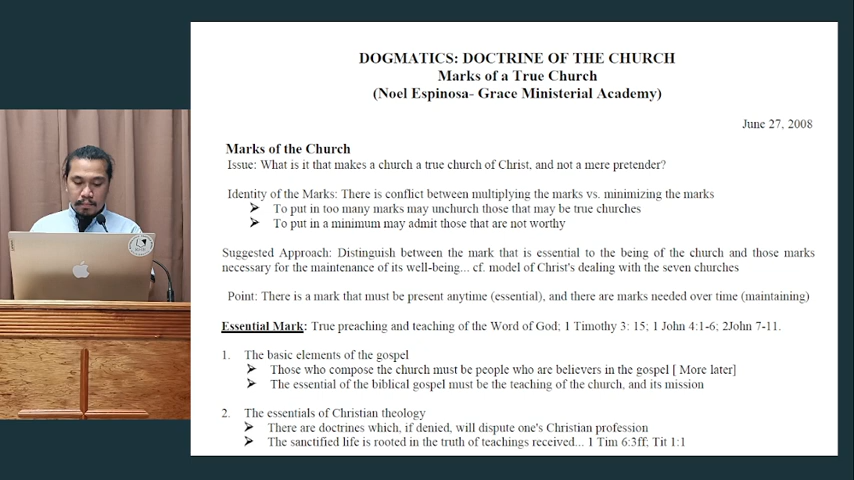 DOGMATICS: DOCTRINE OF THE CHURCH
Marks of a True Church
(Noel Espinosa- Grace Ministerial Academy)
June 27, 2008
Marks of the Church
Issue: What is it that makes a church a true church of Christ, and not a mere pretender?
Identity of the Marks: There is conflict between multiplying the marks vs. minimizing the marks
➢ To put in too many marks may unchurch those that may be true churches
➢ To put in a minimum may admit those that are not worthy
Suggested Approach: Distinguish between the mark that is essential to the being of the church and those marks
necessary for the maintenance of its well-being... cf. model of Christ's dealing with the seven churches
Point: There is a mark that must be present anytime (essential), and there are marks needed over time (maintaining)
Essential Mark: True preaching and teaching of the Word of God; 1 Timothy 3: 15; 1 John 4:1-6; 2John 7-11.
1. The basic elements of the gospel
➢ Those who compose the church must be people who are believers in the gospel [ More later]
➢ The essential of the biblical gospel must be the teaching of the church, and its mission
2. The essentials of Christian theology
➢ There are doctrines which, if denied, will dispute one's Christian profession
➢ The sanctified life is rooted in the truth of teachings received... 1 Tim 6:3ff; Tit 1:1